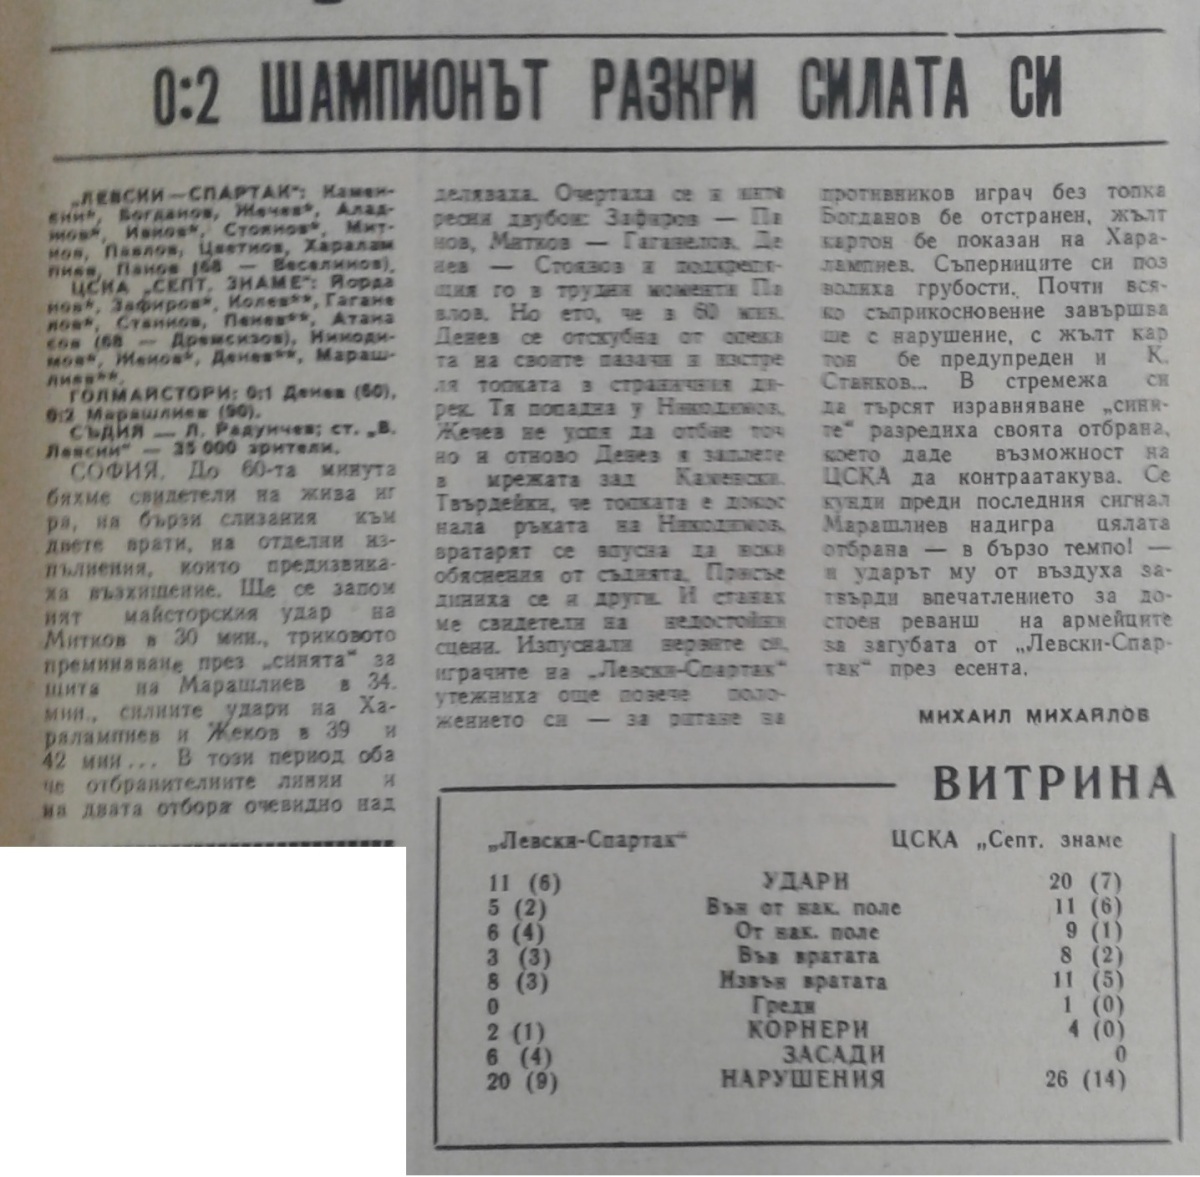 0:2 ШАМПИОНЪТ РАЗКРИ СИЛАТА СИ
„ЛЕВСКИ—СПАРТАК“: Камен-
ски*, Богданов, Жечев*, Алад-
жов*, Ивков*, Стоянов*, Мит-
ков, Павлов, Цветков, Харалам
пиев, Панов (68 — Веселинов).
ЦСКА „СЕПТ. ЗНАМЕ“: Йорда
нов*, Зафиров*, Колев**, Гагане
лов*, Станков, Пенев**, Атана
сов (68 — Дремсизов), Никоди-
мов*, Жеков*, Денев**, Мараш-
лиев**.
ГОЛМАЙСТОРИ: 0:1 Денев (60),
0:2 Марашлиев (90).
СЪДИЯ — Л. Радунчев; ст. „В.
Левски“ — 35 000 зрители.
СОФИЯ. До 60-та минута
бяхме свидетели на жива иг
ра, на бързи слизания към
двете врати, на отделни из-
пълнения, които предизвика-
ха възхищение. Ще се запом
нят майсторския удар на
Митков в 30 мин., триковото
преминаване през „синята“ за
щита на Марашлиев в 34.
мин., силните удари на Ха-
ралампиев и Жеков в 39 и
42 мин... В този период оба
че отбранителните линии и
на двата отбора очевидно над
деляваха. Очертаха се и инте
ресни двубои: Зафиров — Па
нов, Митков — Гаганелов, Де
нев — Стоянов и подкрепя-
щия го в трудни моменти Па
влов. Но ето, че в 60 мин.
Денев се отскубна от опека
та на своите пазачи и изстре
ля топката в страничния ди-
рек. Тя попадна у Никодимов.
Жечев не успя да отбие точ
но и отново Денев я заплете
в мрежата зад Каменски.
Твърдейки, че топката е докос
нала ръката на Никодимов,
вратарят се впусна да иска
обяснения от съдията. Присъе
диниха се и други. И станах
ме свидетели на недостойни
сцени. Изпуснали нервите си,
играчите на „Левски-Спартак“
утежниха още повече поло-
жението си — за ритане на
противников играч без топка
Богданов бе отстранен, жълт
картон бе показан на Хара-
лампиев. Съперниците си поз
волиха грубости. Почти вся-
ко съприкосновение завършва
ше с нарушение, с жълт кар
тон бе предупреден и К.
Станков... В стремежа си
да търсят изравняване „сини-
те“ разредиха своята отбрана,
което даде възможност на
ЦСКА да контраатакува. Се
кунди преди последния сигнал
Марашлиев надигра цялата
отбрана — в бързо темпо! —
и ударът му от въздуха за-
твърди впечатлението за до-
стоен реванш на армейците
за загубата от „Левски-Спар-
так“ през есента.
МИХАИЛ МИХАЙЛОВ
ВИТРИНА
„Левски-Спартак“ ЦСКА „Септ. знаме
11 (6) УДАРИ 20 (7)
5 (2) Вън от нак. поле 11 (6)
6 (4) От нак. поле 9 (1)
3 (3) Във вратата 8 (2)
8 (3) Извън вратата 11 (5)
0 Греди 1 (0)
2 (1) КОРНЕРИ 4 (0)
6 (4) ЗАСАДИ 0
20 (9) НАРУШЕНИЯ 26 (14)